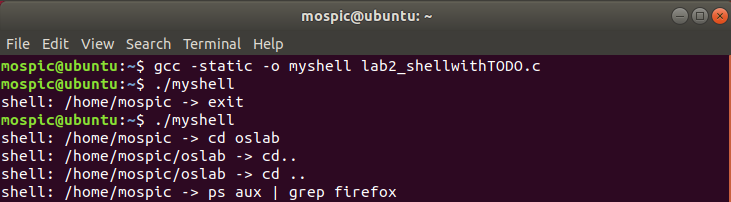 mospic@ubuntu: ~
File Edit View Search Terminal Help
mospic@ubuntu:~$ gcc -static -o myshell lab2_shellwithTODO.c
mospic@ubuntu:~$ ./myshell
shell: /home/mospic -> exit
mospic@ubuntu:~$ ./myshell
shell: /home/mospic -> cd oslab
shell: /home/mospic/oslab -> cd..
shell: /home/mospic/oslab -> cd ..
shell: /home/mospic -> ps aux | grep firefox